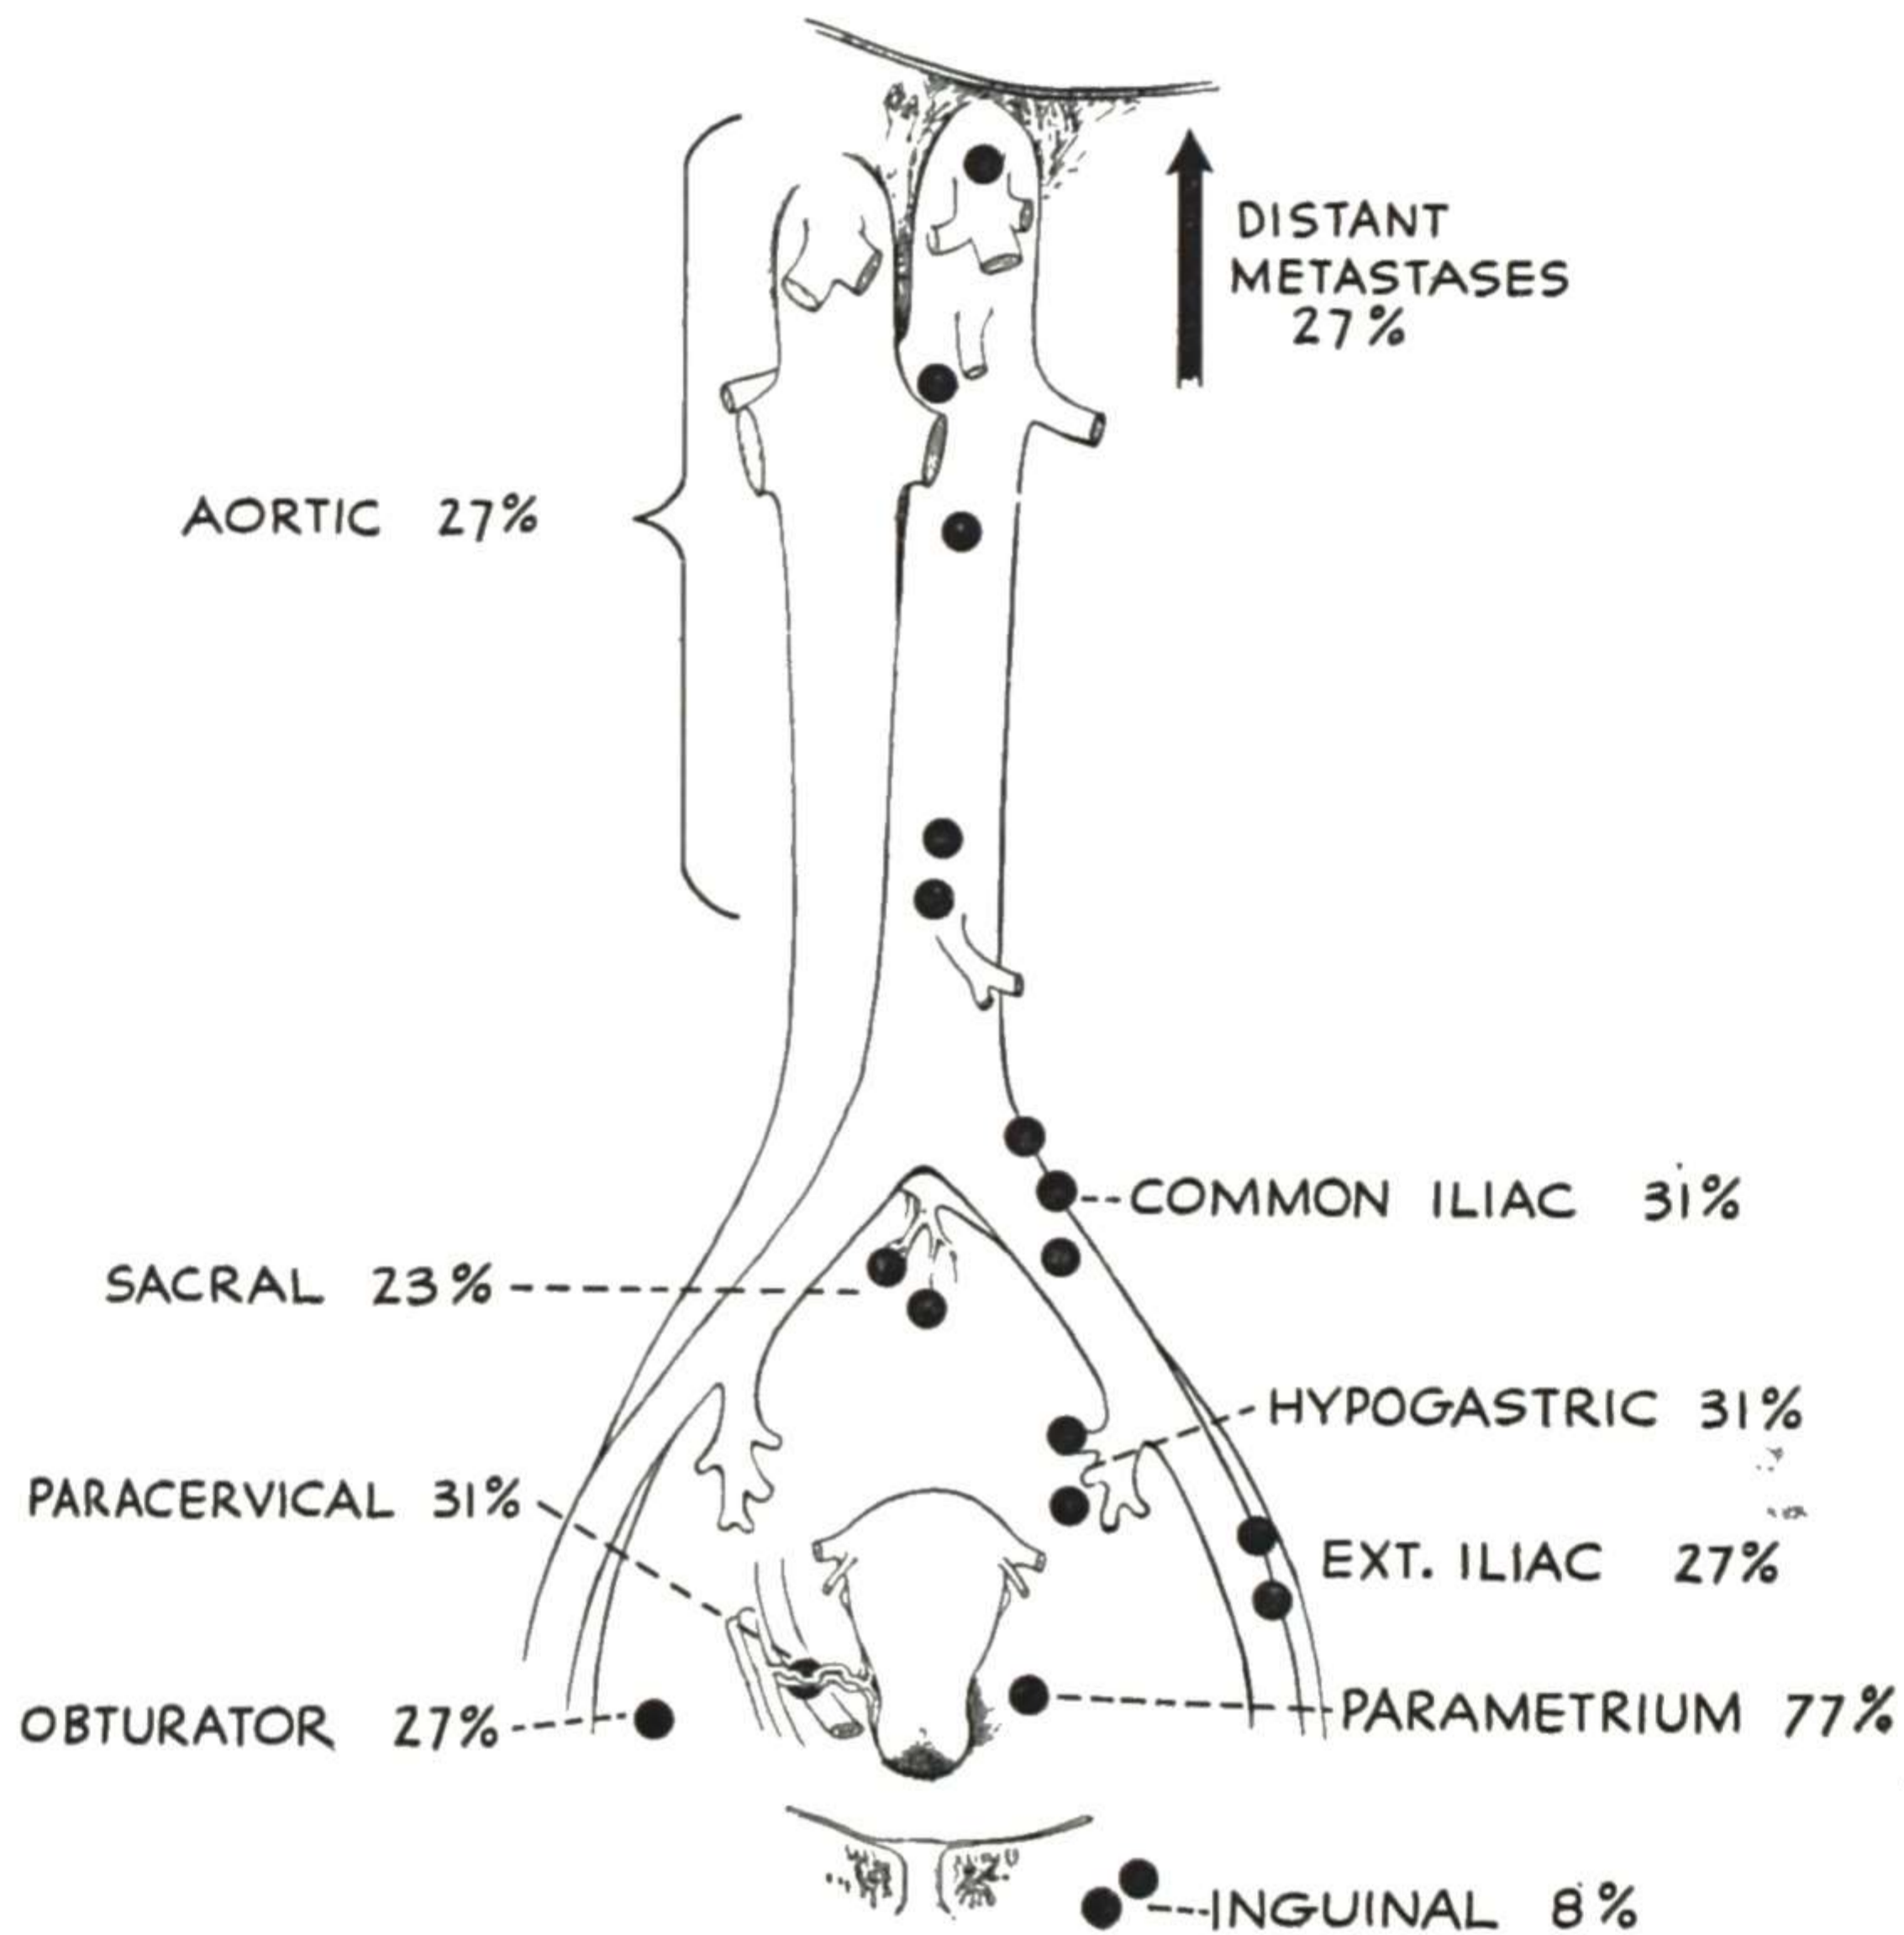 DISTANT
METASTASES
27%
AORTIC 27%
COMMON ILIAC 31%
SACRAL 23%
HYPOGASTRIC 31%
PARACERVICAL 31%
EXT. ILIAC 27%
PARAMETRIUM 77%
OBTURATOR 27%
INGUINAL 8%